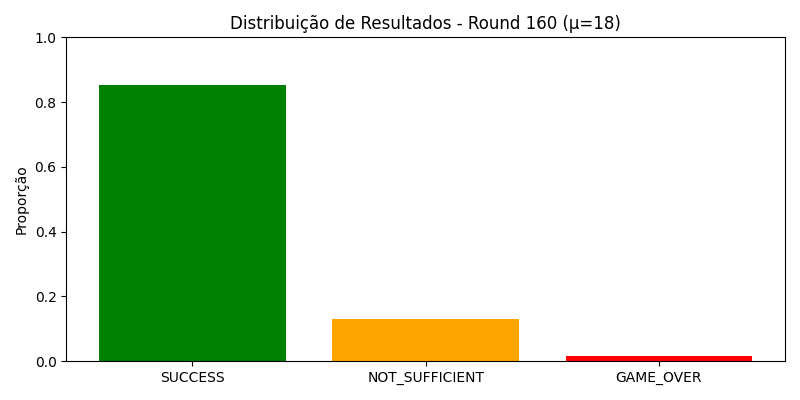 Distribuição de Resultados - Round 160 (μ=18)
1.0
0.8
0.6
0.4
0.2
0.0
Proporção
SUCCESS NOT_SUFFICIENT GAME_OVER